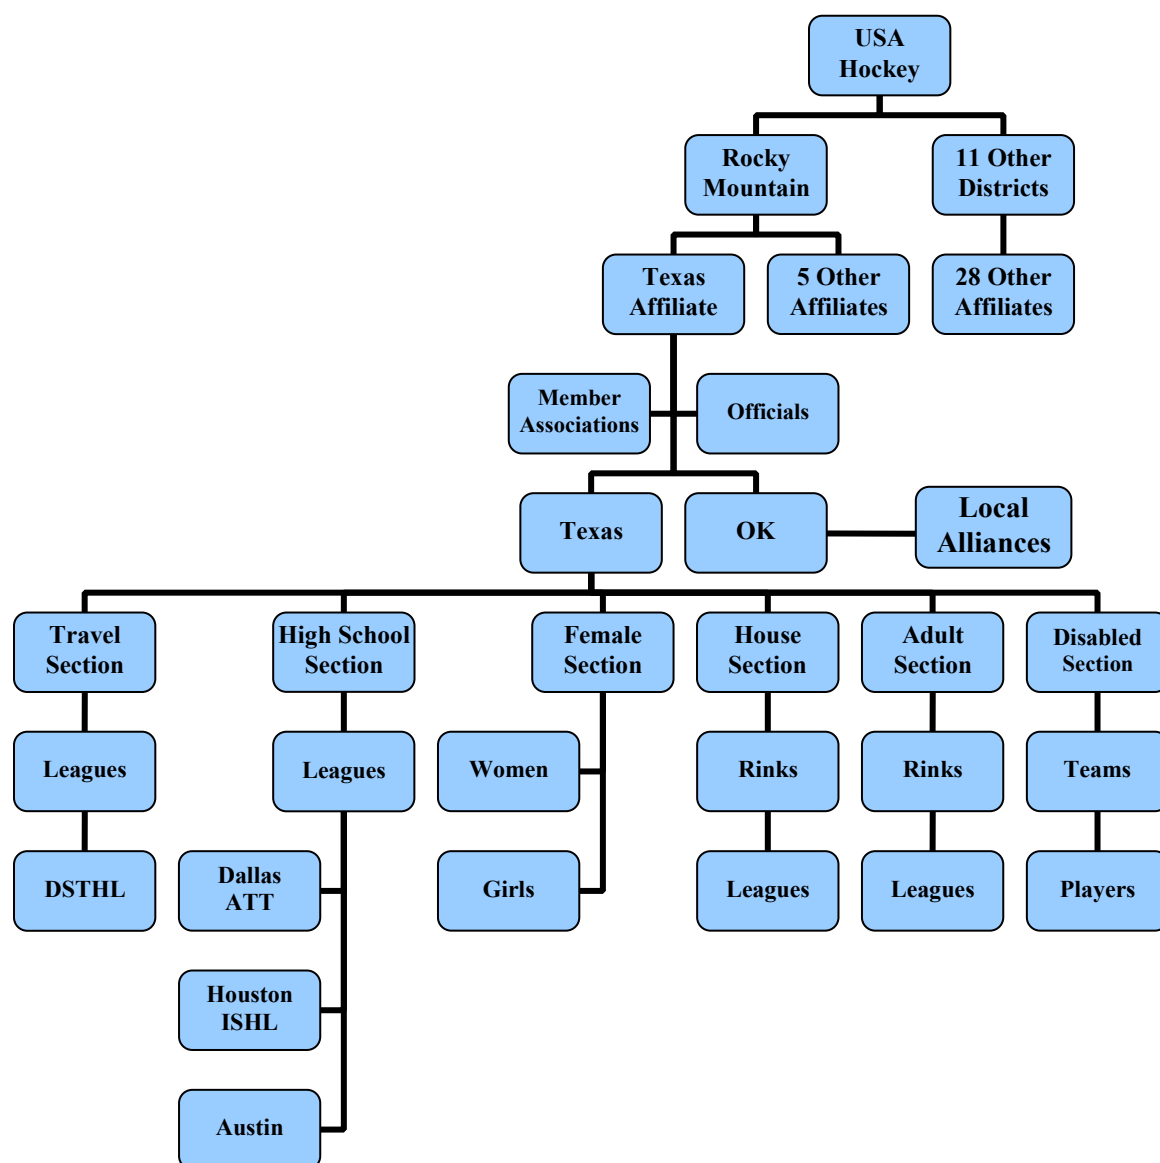 USA
Hockey
Rocky
Mountain
11 Other
Districts
Texas
Affiliate
5 Other
Affiliates
28 Other
Affiliates
Member
Associations
Officials
Texas
OK
Local
Alliances
Travel
Section
High School
Section
Female
Section
House
Section
Adult
Section
Disabled
Section
Leagues
Leagues
Women
Rinks
Rinks
Teams
DSTHL
Dallas
ATT
Girls
Leagues
Leagues
Players
Houston
ISHL
Austin